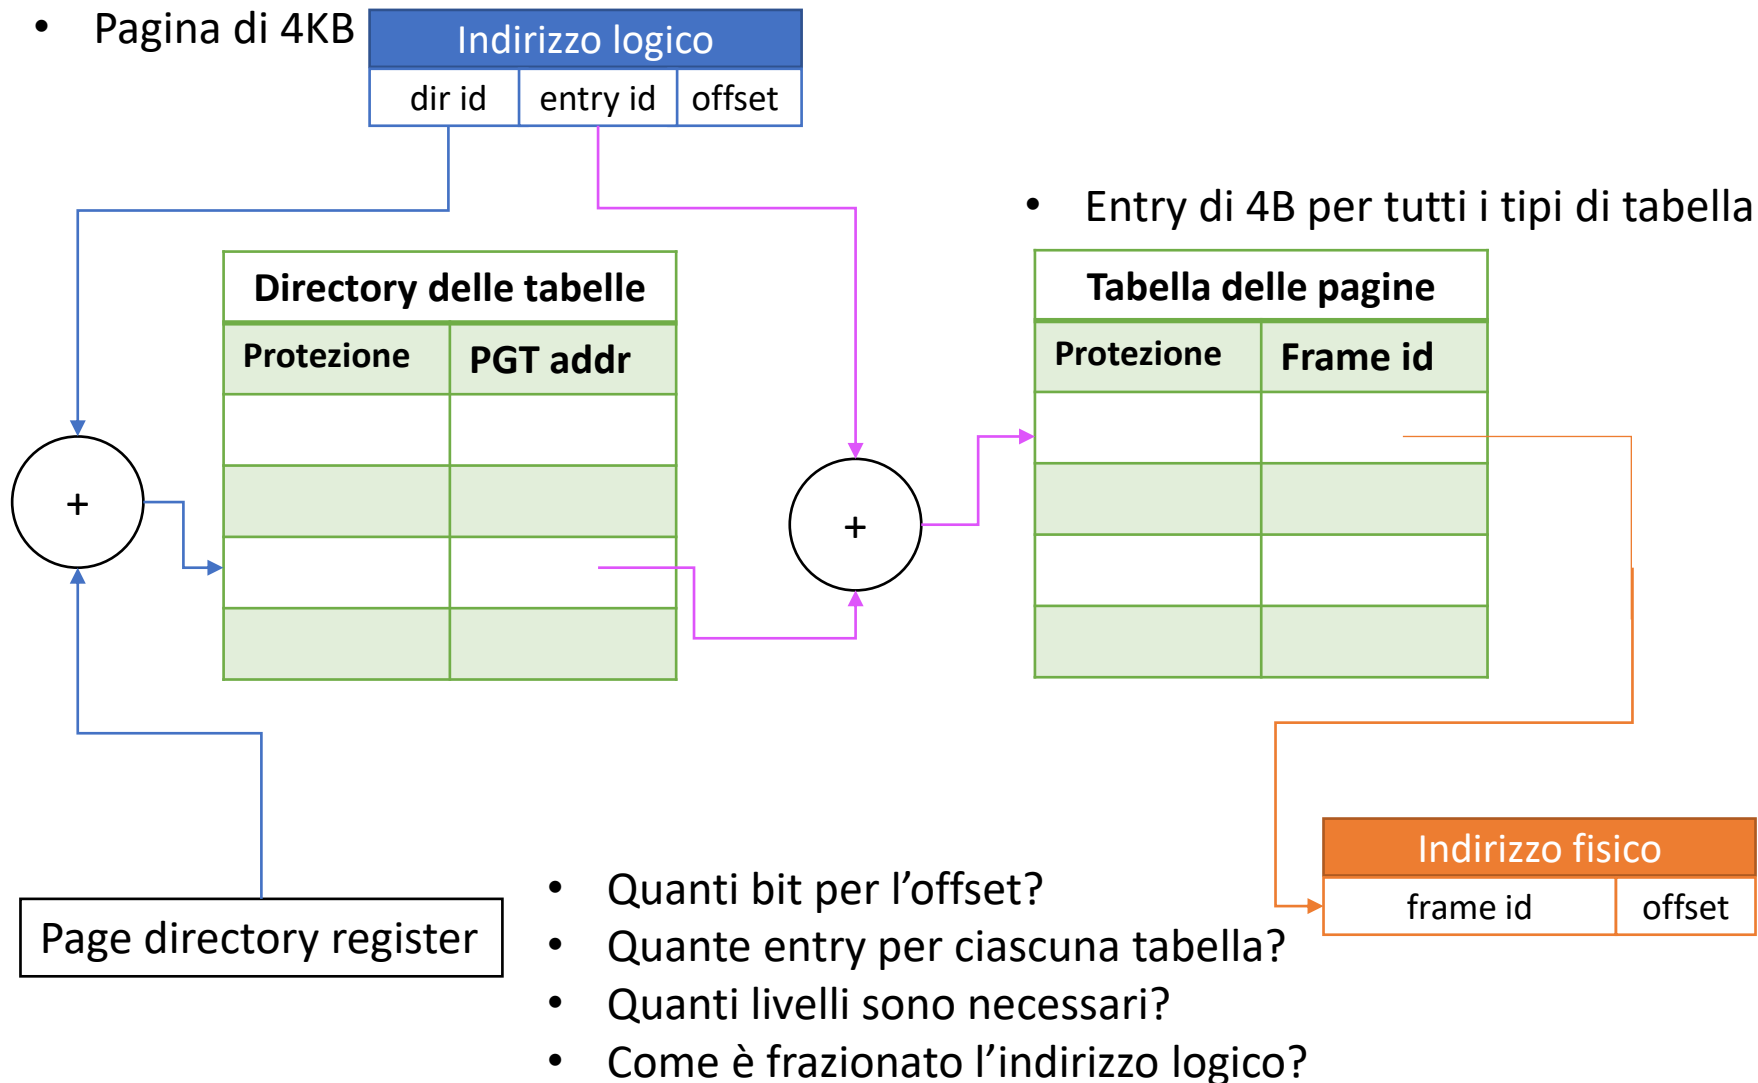 • Pagina di 4KB
Indirizzo logico
dir id entry id offset
• Entry di 4B per tutti i tipi di tabella
Directory delle tabelle
Protezione PGT addr
Tabella delle pagine
Protezione Frame id
+
+
Page directory register
Indirizzo fisico
frame id offset
• Quanti bit per l’offset?
• Quante entry per ciascuna tabella?
• Quanti livelli sono necessari?
• Come è frazionato l’indirizzo logico?